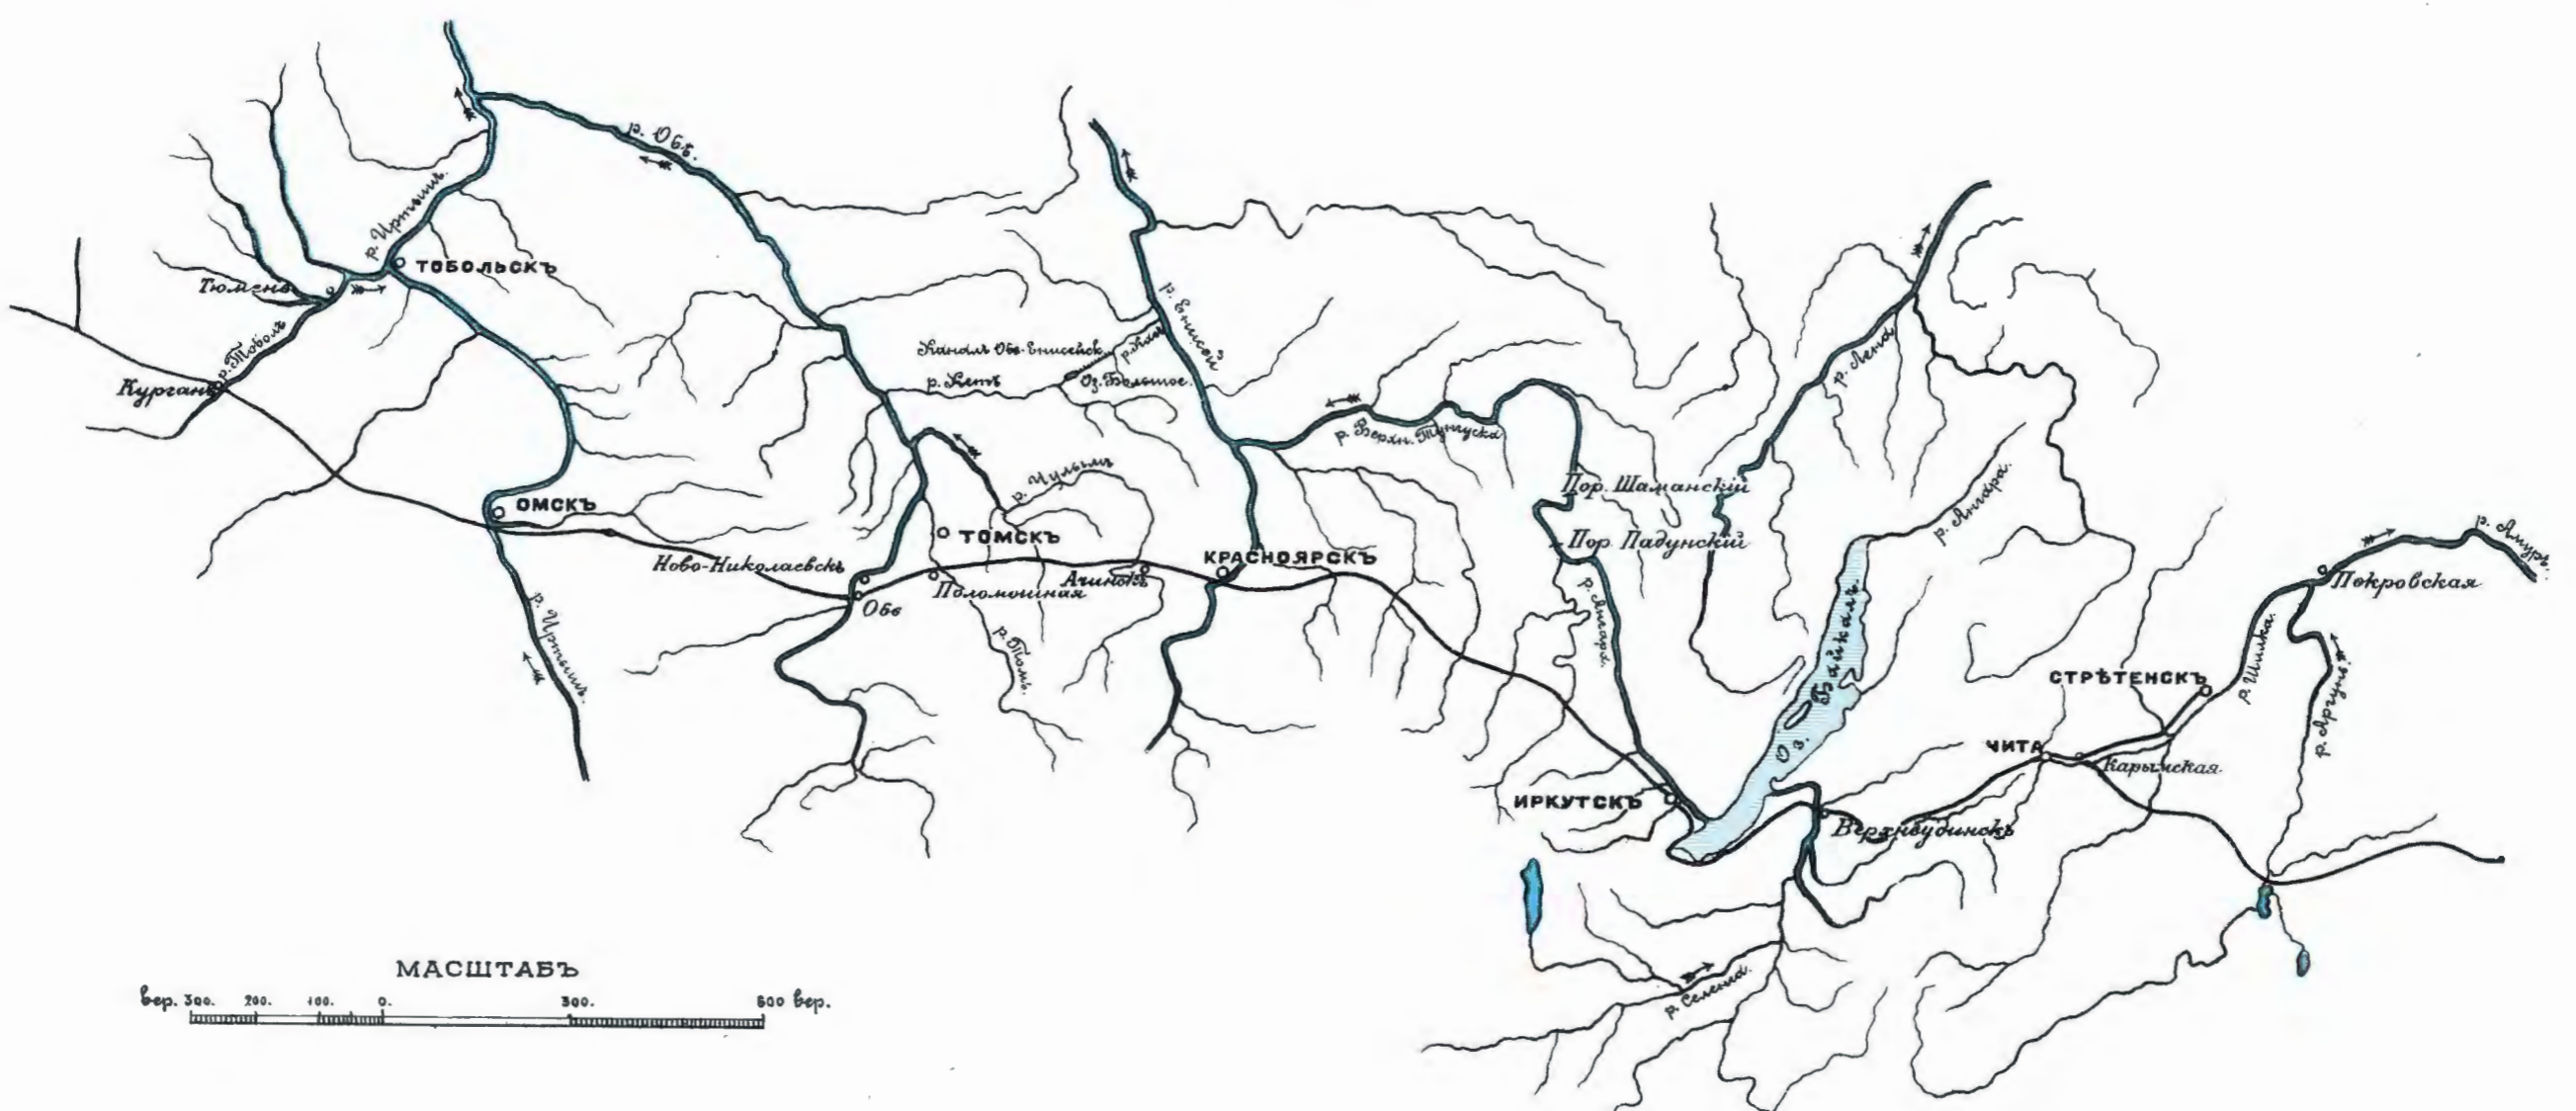 р. Обь.
р. Иртышъ.
ТОБОЛЬСКЪ
Тюмень
р. Тоболъ
Курганъ
р. Енисей
Каналъ Обь-Енисейск.
р. Кеть
Оз. Большое.
р. Касъ
р. Верхн. Тунгуска
р. Лена
ОМСКЪ
р. Чулымъ
ТОМСКЪ
Пор. Шаманскій
Пор. Падунскій
р. Ангара.
КРАСНОЯРСКЪ
Ново-Николаевскъ
Обь
Поломошная
Ачинскъ
р. Амуръ.
Покровская
р. Иртышъ.
р. Томь.
р. Ангара.
Оз. Байкалъ.
СТРѢТЕНСКЪ
р. Шилка.
р. Аргунь.
ЧИТА
Карымская.
ИРКУТСКЪ
Верхнеудинскъ
р. Селенга.
МАСШТАБЪ
вер. 300. 200. 100. 0. 300. 600 вер.